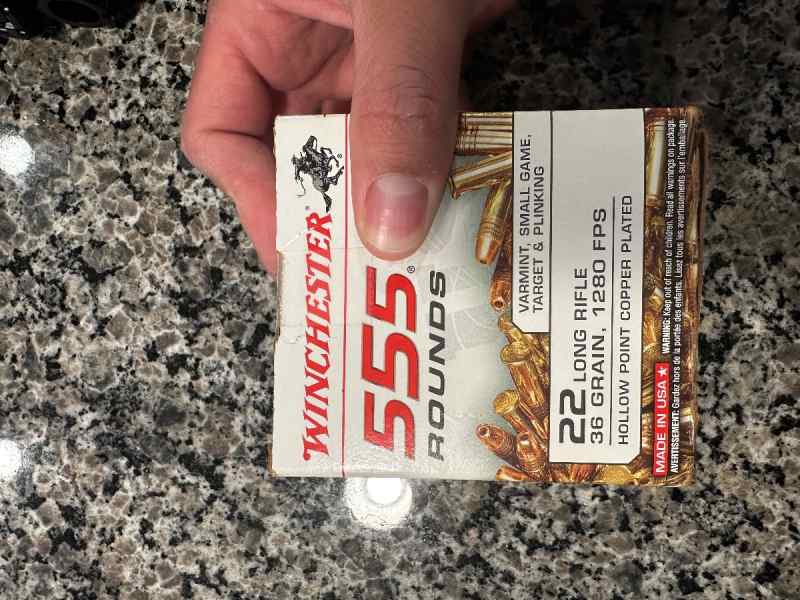 WINCHESTER®
555®
ROUNDS
VARMINT, SMALL GAME,
TARGET & PLINKING
22 LONG RIFLE
36 GRAIN, 1280 FPS
HOLLOW POINT COPPER PLATED
MADE IN USA ★ WARNING: Keep out of reach of children. Read all warnings on package.
AVERTISSEMENT: Gardez hors de la portée des enfants. Lisez tous les avertissements sur l'emballage.